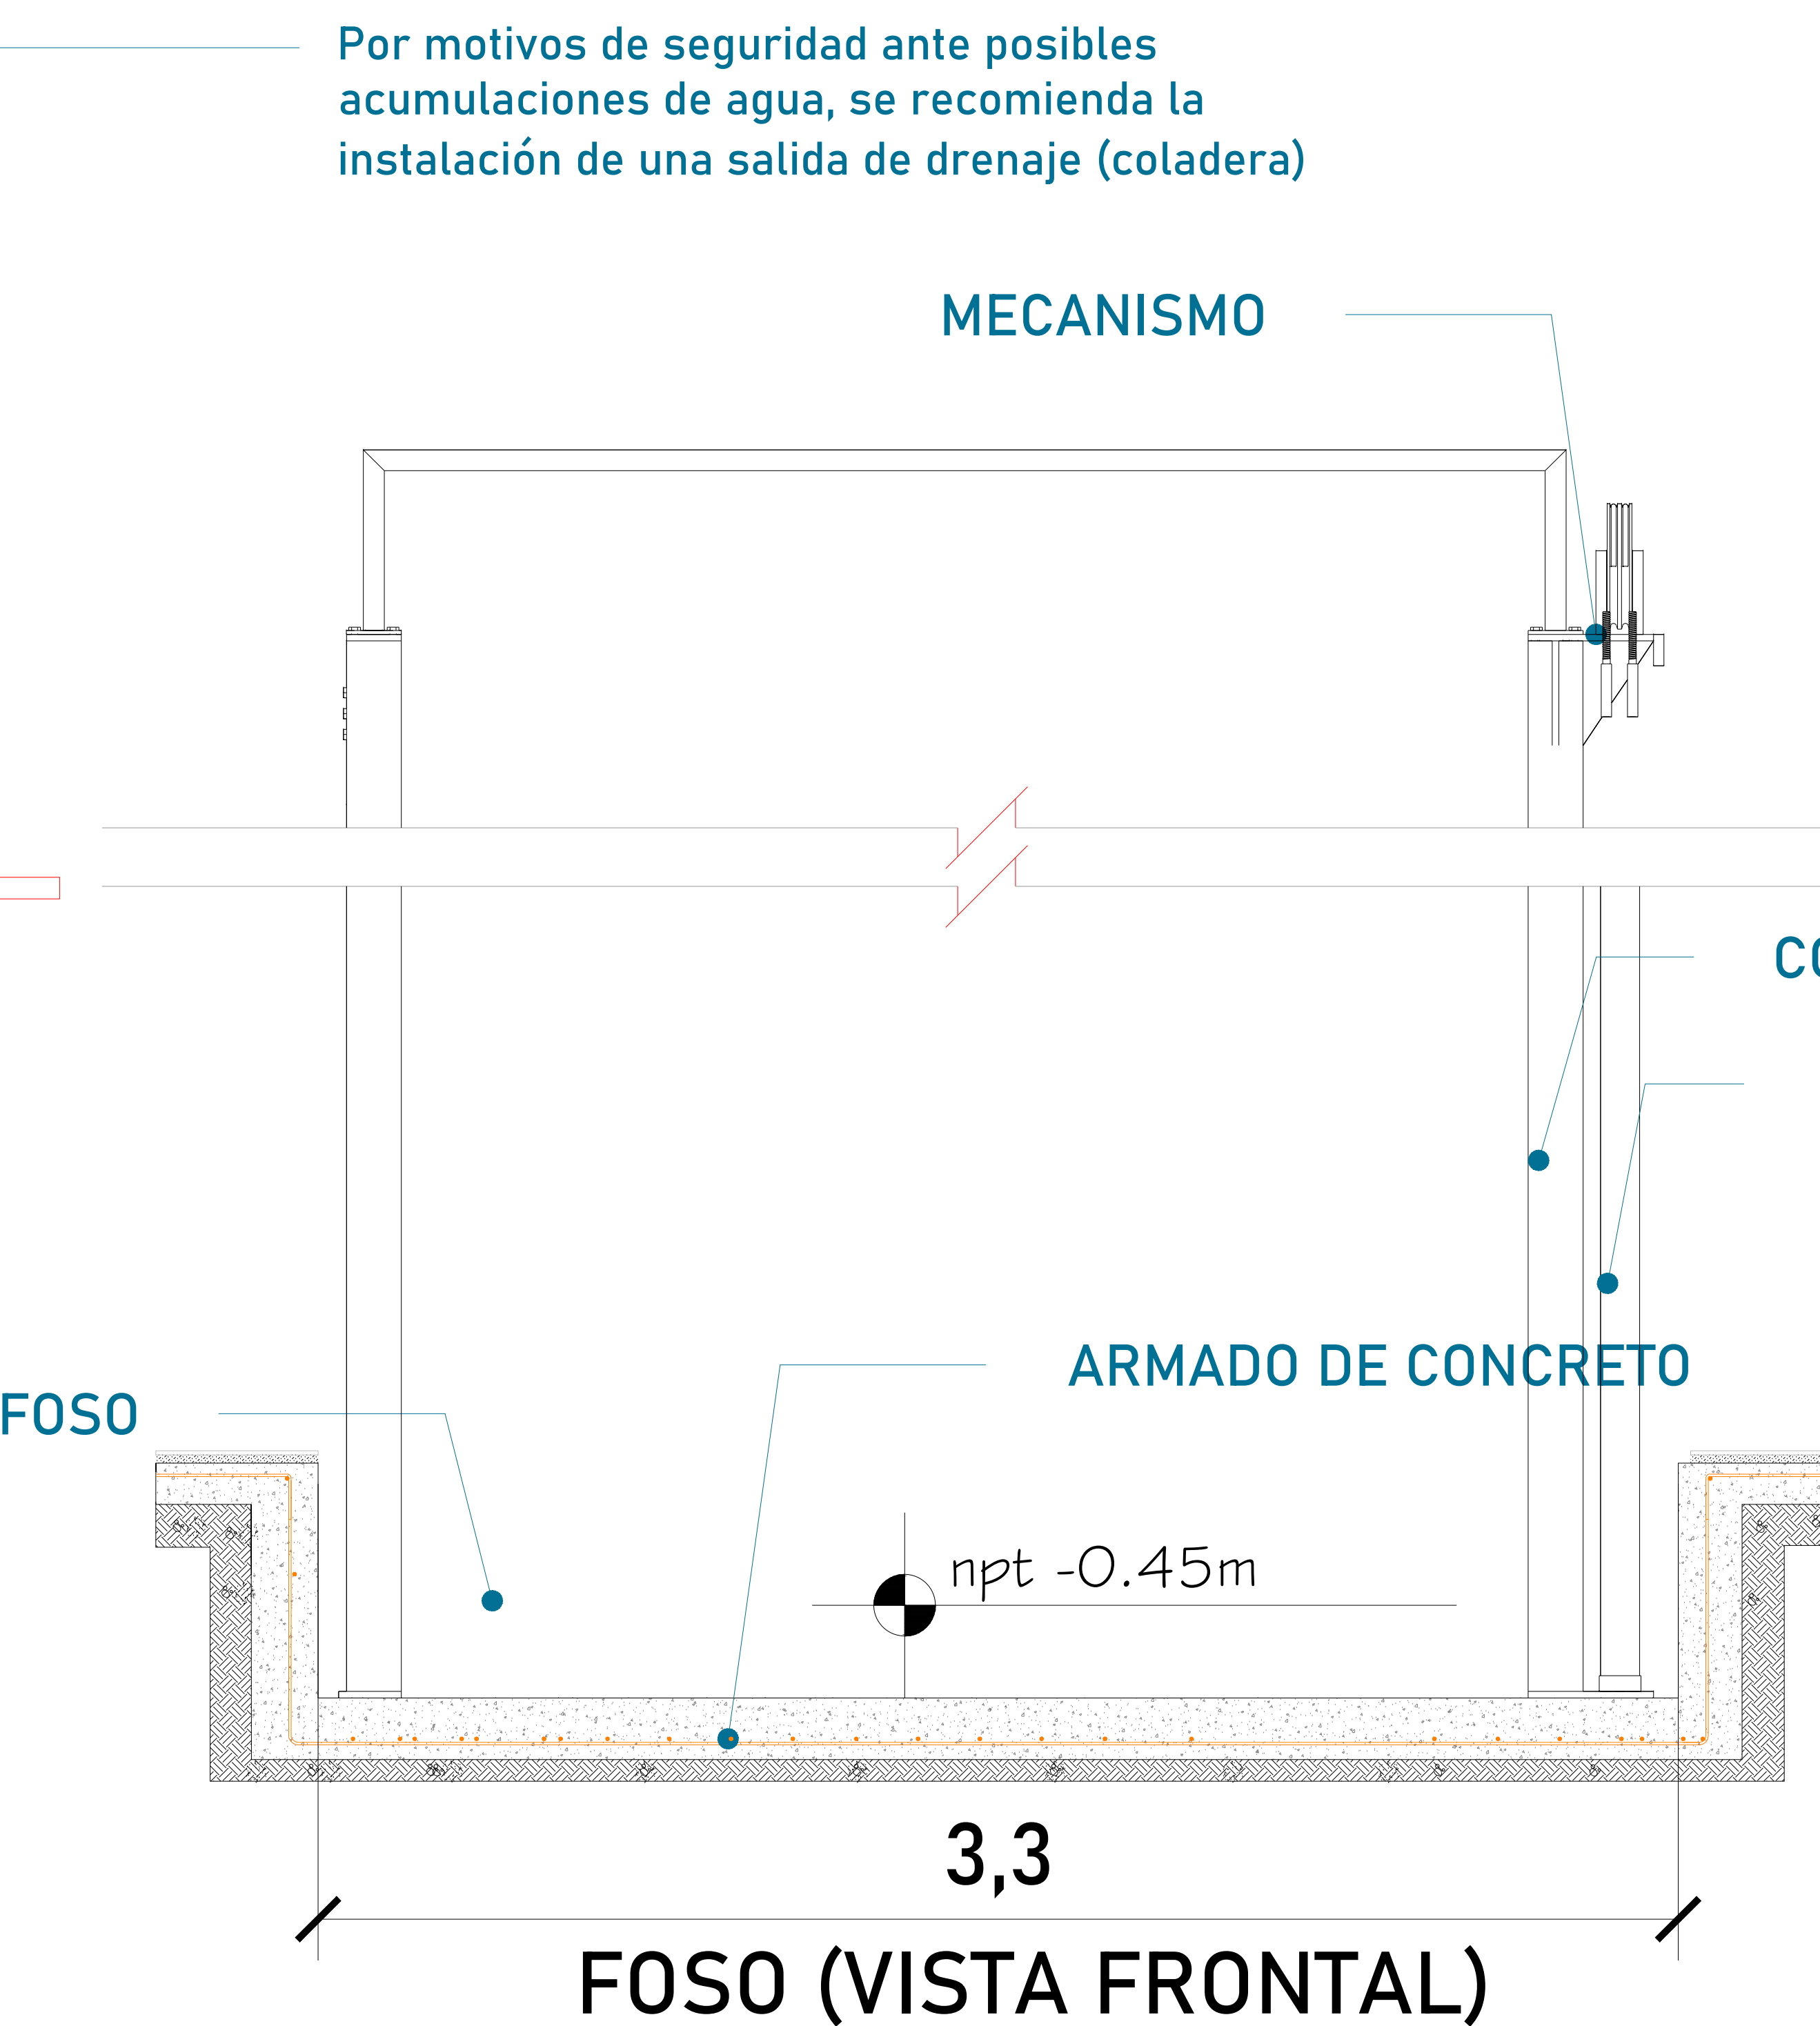 Por motivos de seguridad ante posibles
acumulaciones de agua, se recomienda la
instalación de una salida de drenaje (coladera)
MECANISMO
ARMADO DE CONCRETO
FOSO
npt -0.45m
3,3
FOSO (VISTA FRONTAL)